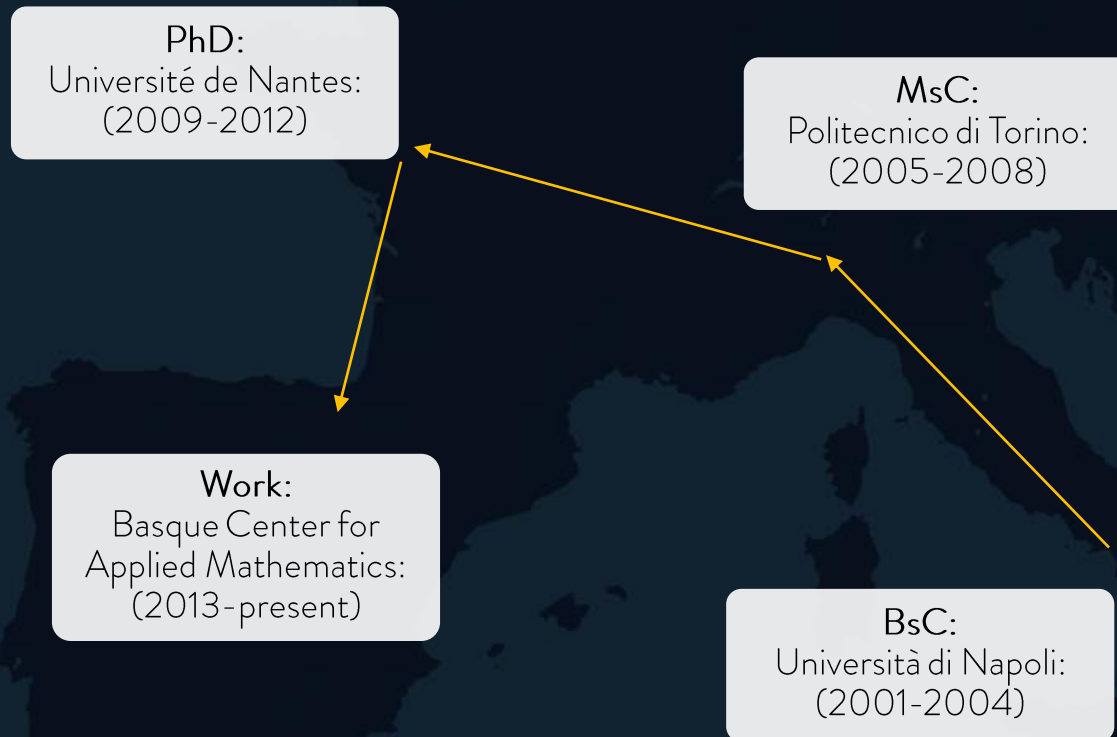 PhD:
Université de Nantes:
(2009-2012)
MsC:
Politecnico di Torino:
(2005-2008)
Work:
Basque Center for
Applied Mathematics:
(2013-present)
BsC:
Università di Napoli:
(2001-2004)